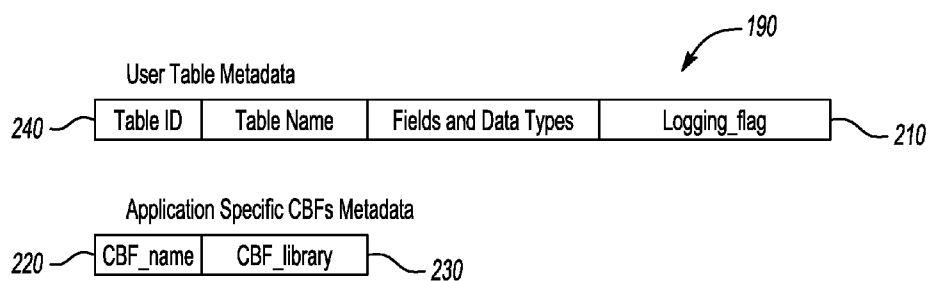 190
User Table Metadata
240 Table ID Table Name Fields and Data Types Logging_flag 210
Application Specific CBFs Metadata
220 CBF_name CBF_library 230